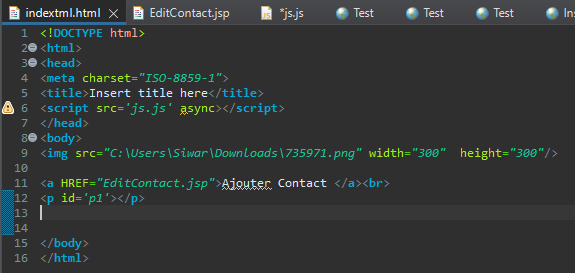 indextml.html EditContact.jsp *js.js Test Test Test Ins
1 <!DOCTYPE html>
2 <html>
3 <head>
4 <meta charset="ISO-8859-1">
5 <title>Insert title here</title>
6 <script src='js.js' async></script>
7 </head>
8 <body>
9 <img src="C:\Users\Siwar\Downloads\735971.png" width="300"  height="300"/>
10
11 <a HREF="EditContact.jsp">Ajouter Contact </a><br>
12 <p id='p1'></p>
13
14
15 </body>
16 </html>